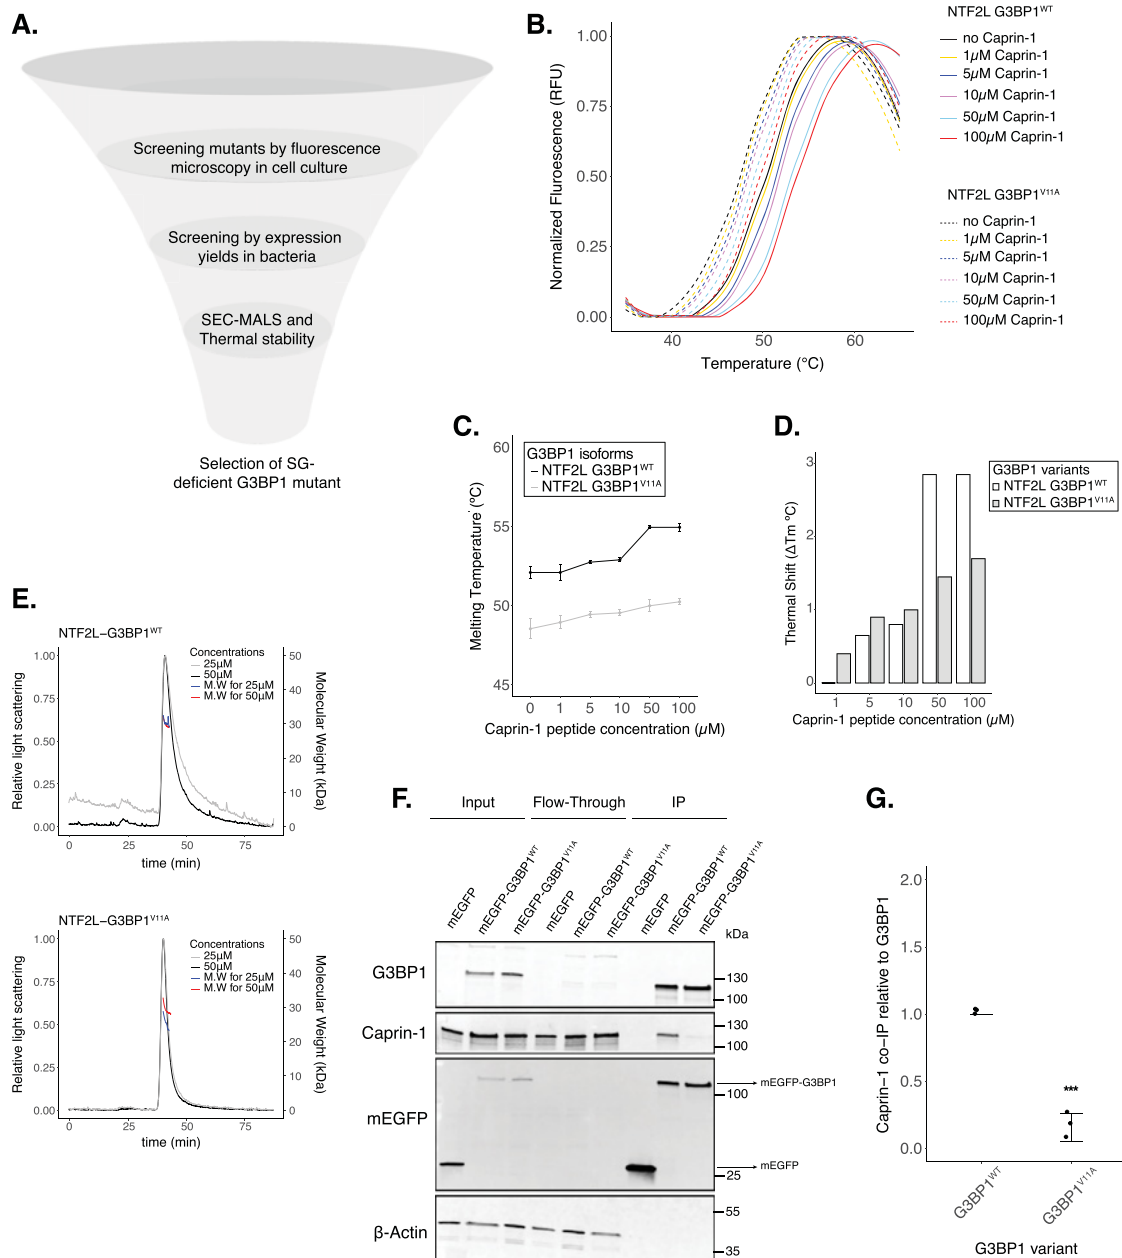 A.
Screening mutants by fluorescence
microscopy in cell culture
Screening by expression
yields in bacteria
SEC-MALS and
Thermal stability
Selection of SG-
deficient G3BP1 mutant
B.
Normalized Fluroescence (RFU)
1.00
0.75
0.50
0.25
0.00
40
50
60
Temperature (°C)
NTF2L G3BP1WT
no Caprin-1
1µM Caprin-1
5µM Caprin-1
10µM Caprin-1
50µM Caprin-1
100µM Caprin-1
NTF2L G3BP1V11A
no Caprin-1
1µM Caprin-1
5µM Caprin-1
10µM Caprin-1
50µM Caprin-1
100µM Caprin-1
C.
Melting Temperature (°C)
60
55
50
45
G3BP1 isoforms
NTF2L G3BP1WT
NTF2L G3BP1V11A
0
1
5
10
50
100
Caprin-1 peptide concentration (µM)
D.
Thermal Shift (ΔTm °C)
3
2
1
0
G3BP1 variants
NTF2L G3BP1WT
NTF2L G3BP1V11A
1
5
10
50
100
Caprin-1 peptide concentration (µM)
E.
NTF2L–G3BP1WT
Relative light scattering
1.00
0.75
0.50
0.25
0.00
Concentrations
25µM
50µM
M.W for 25µM
M.W for 50µM
50
40
30
20
10
0
Molecular Weight (kDa)
0
25
50
75
time (min)
NTF2L–G3BP1V11A
Relative light scattering
1.00
0.75
0.50
0.25
0.00
Concentrations
25µM
50µM
M.W for 25µM
M.W for 50µM
50
40
30
20
10
0
Molecular Weight (kDa)
0
25
50
75
time (min)
F.
Input
Flow-Through
IP
mEGFP
mEGFP-G3BP1WT
mEGFP-G3BP1V11A
mEGFP
mEGFP-G3BP1WT
mEGFP-G3BP1V11A
mEGFP
mEGFP-G3BP1WT
mEGFP-G3BP1V11A
kDa
G3BP1
130
100
Caprin-1
130
100
mEGFP
mEGFP-G3BP1
100
mEGFP
25
β-Actin
55
35
G.
Caprin–1 co–IP relative to G3BP1
2.0
1.5
1.0
0.5
0.0
***
G3BP1WT
G3BP1V11A
G3BP1 variant